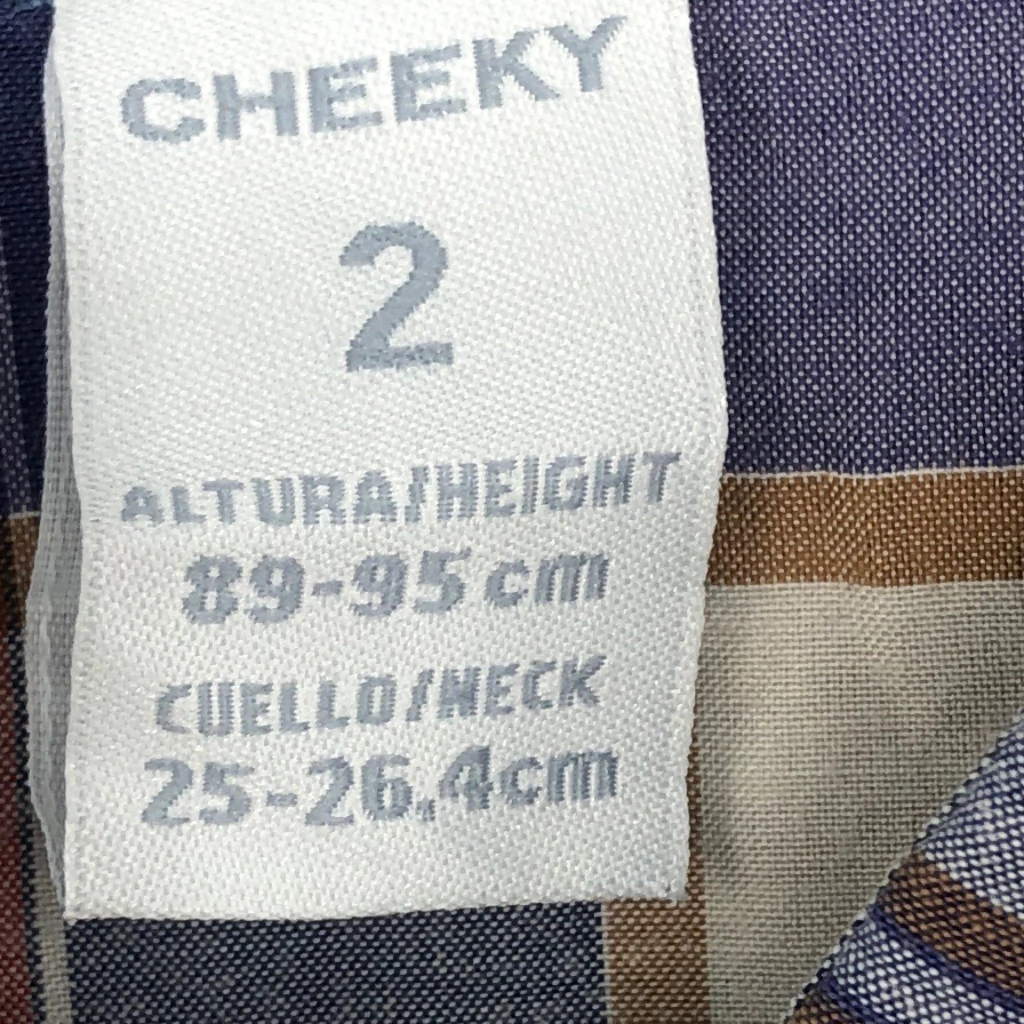 CHEEKY
2
ALTURA/HEIGHT
89-95 cm
CUELLO/NECK
25-26,4cm